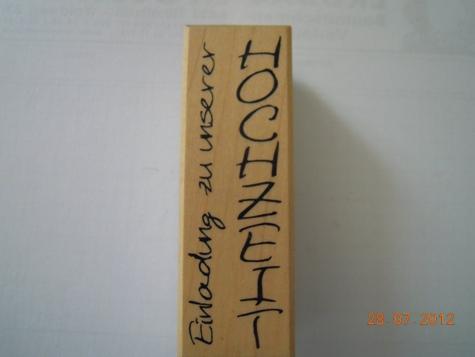 Einladung zu unserer
HOCHZEIT
28-07-2012